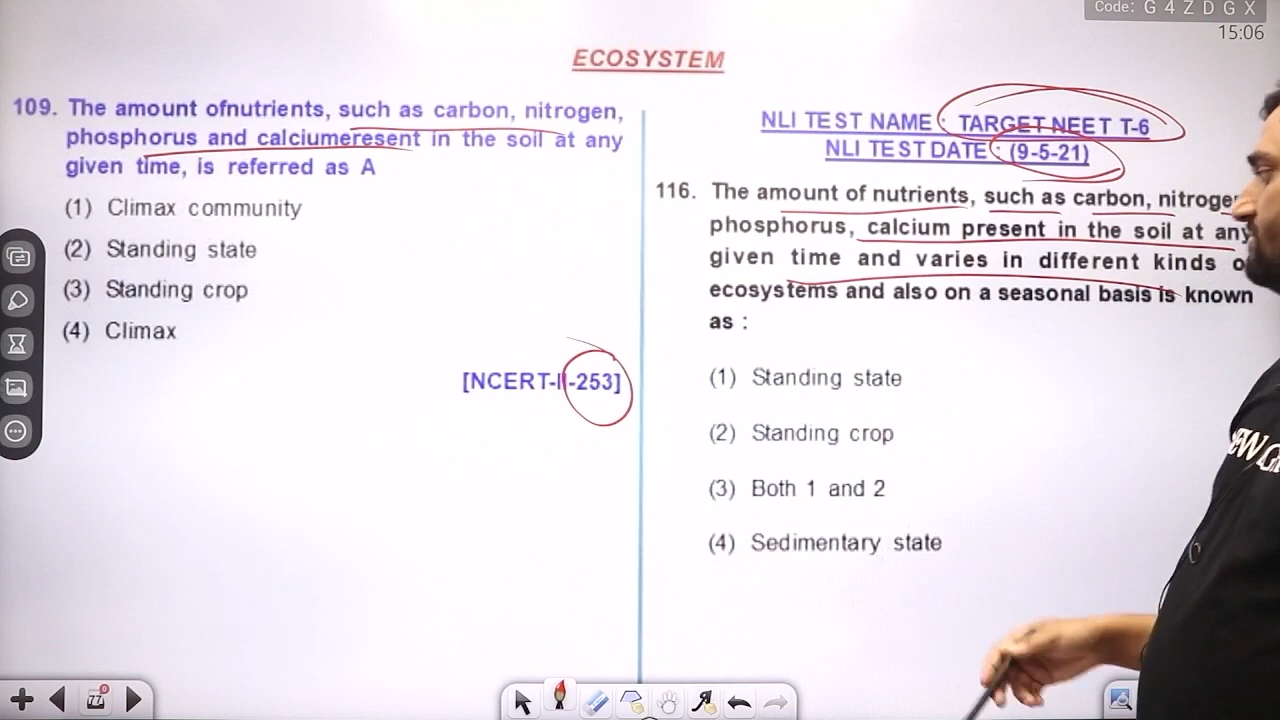 Code: G 4 Z D G X
15:06
ECOSYSTEM
109. The amount ofnutrients, such as carbon, nitrogen,
phosphorus and calciumeresent in the soil at any
given time, is referred as A
(1) Climax community
(2) Standing state
(3) Standing crop
(4) Climax
[NCERT-II-253]
NLI TEST NAME : TARGET NEET T-6
NLI TEST DATE : (9-5-21)
116. The amount of nutrients, such as carbon, nitroge
phosphorus, calcium present in the soil at any
given time and varies in different kinds o
ecosystems and also on a seasonal basis is known
as :
(1) Standing state
(2) Standing crop
(3) Both 1 and 2
(4) Sedimentary state
77